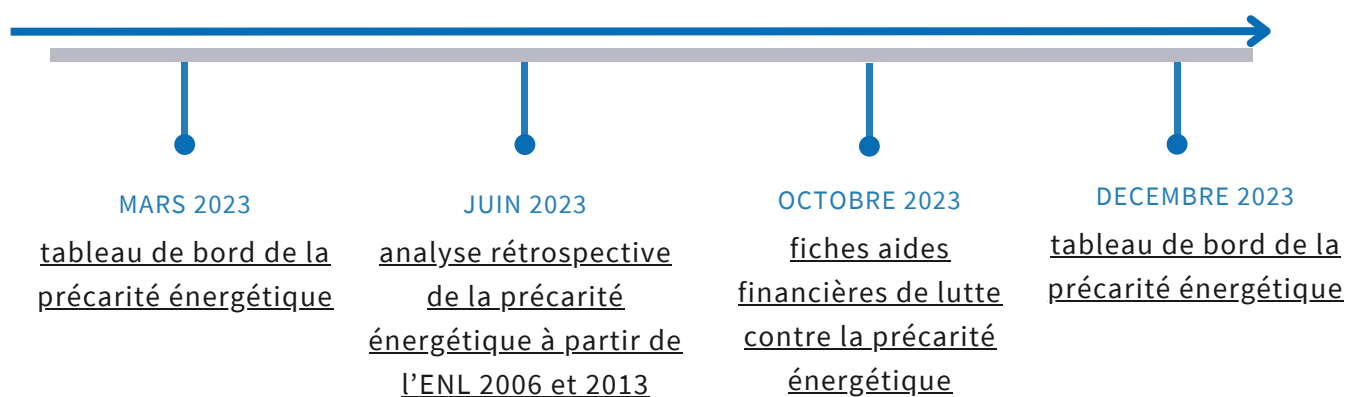 MARS 2023
tableau de bord de la
précarité énergétique
JUIN 2023
analyse rétrospective
de la précarité
énergétique à partir de
l’ENL 2006 et 2013
OCTOBRE 2023
fiches aides
financières de lutte
contre la précarité
énergétique
DECEMBRE 2023
tableau de bord de la
précarité énergétique